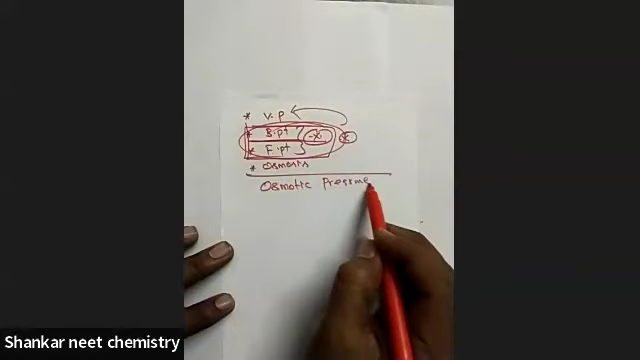 * V.P
* B.pt
* F.pt
* Osmosis
Osmotic Pressure
Shankar neet chemistry